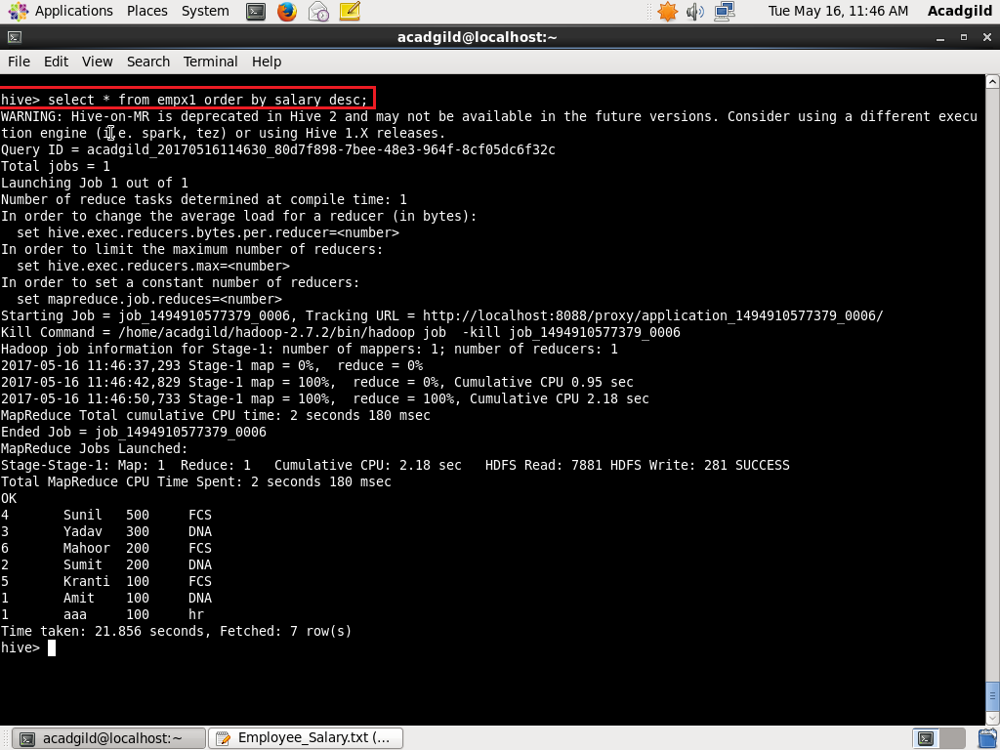 Applications Places System Tue May 16, 11:46 AM Acadgild
acadgild@localhost:~
File Edit View Search Terminal Help
hive> select * from empx1 order by salary desc;
WARNING: Hive-on-MR is deprecated in Hive 2 and may not be available in the future versions. Consider using a different execu
tion engine (i.e. spark, tez) or using Hive 1.X releases.
Query ID = acadgild_20170516114630_80d7f898-7bee-48e3-964f-8cf05dc6f32c
Total jobs = 1
Launching Job 1 out of 1
Number of reduce tasks determined at compile time: 1
In order to change the average load for a reducer (in bytes):
  set hive.exec.reducers.bytes.per.reducer=<number>
In order to limit the maximum number of reducers:
  set hive.exec.reducers.max=<number>
In order to set a constant number of reducers:
  set mapreduce.job.reduces=<number>
Starting Job = job_1494910577379_0006, Tracking URL = http://localhost:8088/proxy/application_1494910577379_0006/
Kill Command = /home/acadgild/hadoop-2.7.2/bin/hadoop job  -kill job_1494910577379_0006
Hadoop job information for Stage-1: number of mappers: 1; number of reducers: 1
2017-05-16 11:46:37,293 Stage-1 map = 0%,  reduce = 0%
2017-05-16 11:46:42,829 Stage-1 map = 100%,  reduce = 0%, Cumulative CPU 0.95 sec
2017-05-16 11:46:50,733 Stage-1 map = 100%,  reduce = 100%, Cumulative CPU 2.18 sec
MapReduce Total cumulative CPU time: 2 seconds 180 msec
Ended Job = job_1494910577379_0006
MapReduce Jobs Launched:
Stage-Stage-1: Map: 1  Reduce: 1   Cumulative CPU: 2.18 sec   HDFS Read: 7881 HDFS Write: 281 SUCCESS
Total MapReduce CPU Time Spent: 2 seconds 180 msec
OK
4       Sunil   500     FCS
3       Yadav   300     DNA
6       Mahoor  200     FCS
2       Sumit   200     DNA
5       Kranti  100     FCS
1       Amit    100     DNA
1       aaa     100     hr
Time taken: 21.856 seconds, Fetched: 7 row(s)
hive>
acadgild@localhost:~ Employee_Salary.txt (...